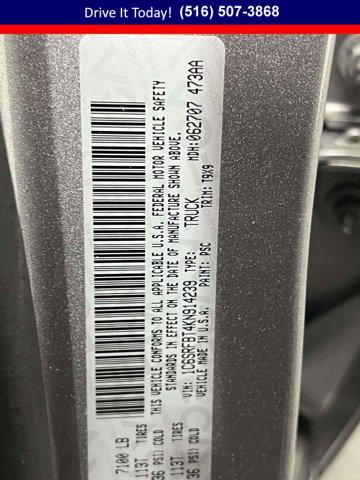 Drive It Today! (516) 507-3868
7100 LB
113T TIRES
36 PSI) COLD
113T TIRES
36 PSI) COLD
THIS VEHICLE CONFORMS TO ALL APPLICABLE U.S.A. FEDERAL MOTOR VEHICLE SAFETY
STANDARDS IN EFFECT ON THE DATE OF MANUFACTURE SHOWN ABOVE.
VIN: 1C6SRFBT4KN914239 TYPE: TRUCK MDH: 062707 473AA
VEHICLE MADE IN U.S.A. PAINT: PSC TRIM: T9X9